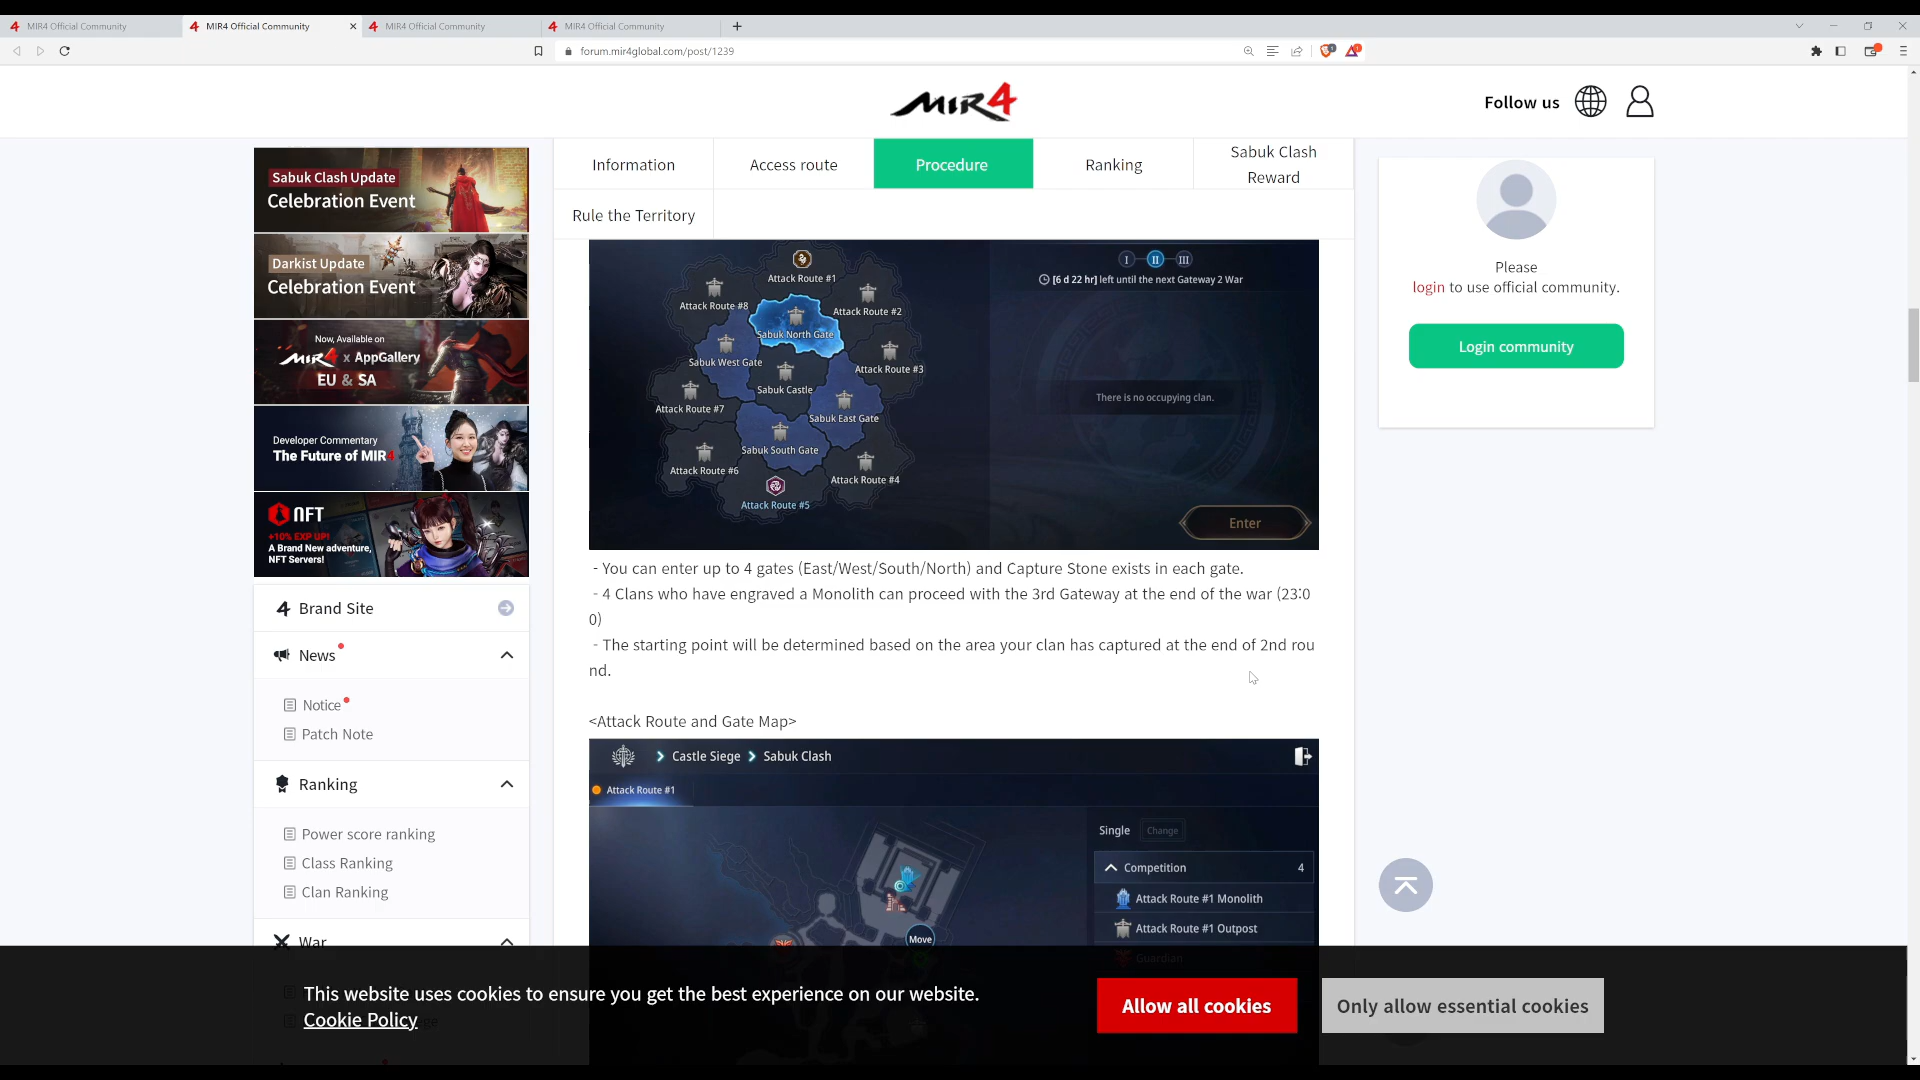 MIR4 Official Community
MIR4 Official Community
MIR4 Official Community
MIR4 Official Community
forum.mir4global.com/post/1239
MIR4
Follow us
Sabuk Clash Update
Celebration Event
Darkist Update
Celebration Event
Now, Available on
MIR4 x AppGallery
EU & SA
Developer Commentary
The Future of MIR4
NFT
+10% EXP UP!
A Brand New adventure,
NFT Servers!
Brand Site
News
Notice
Patch Note
Ranking
Power score ranking
Class Ranking
Clan Ranking
War
Information
Access route
Procedure
Ranking
Sabuk Clash
Reward
Rule the Territory
Attack Route #1
Attack Route #8
Attack Route #2
Sabuk North Gate
Sabuk West Gate
Attack Route #3
Sabuk Castle
Attack Route #7
Sabuk East Gate
Sabuk South Gate
Attack Route #6
Attack Route #4
Attack Route #5
I II III
[6 d 22 hr] left until the next Gateway 2 War
There is no occupying clan.
Enter
- You can enter up to 4 gates (East/West/South/North) and Capture Stone exists in each gate.
- 4 Clans who have engraved a Monolith can proceed with the 3rd Gateway at the end of the war (23:0
0)
- The starting point will be determined based on the area your clan has captured at the end of 2nd rou
nd.
<Attack Route and Gate Map>
Castle Siege > Sabuk Clash
Attack Route #1
Move
Single Change
Competition 4
Attack Route #1 Monolith
Attack Route #1 Outpost
Guardian
Please
login to use official community.
Login community
This website uses cookies to ensure you get the best experience on our website.
Cookie Policy
Allow all cookies
Only allow essential cookies